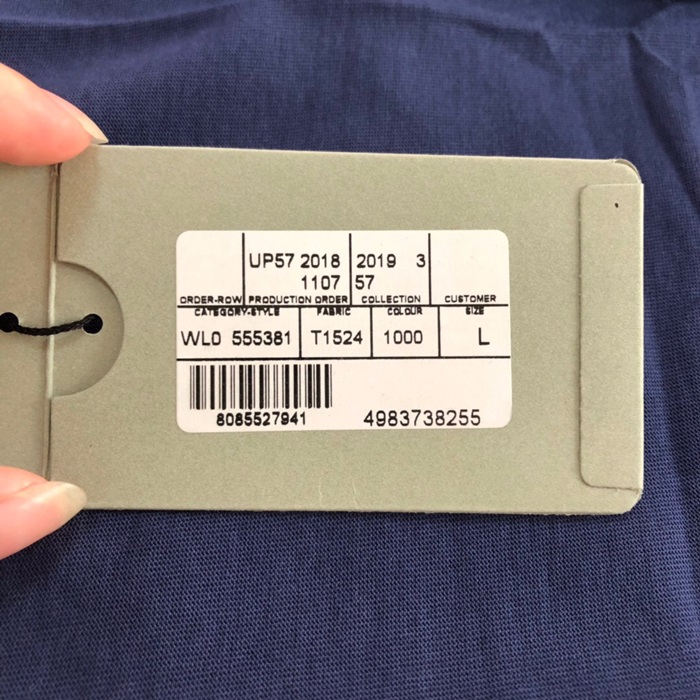 UP57 2018 2019 3
1107 57
ORDER-ROW PRODUCTION ORDER COLLECTION CUSTOMER
CATEGORY-STYLE FABRIC COLOUR SIZE
WL0 555381 T1524 1000 L
8085527941 4983738255